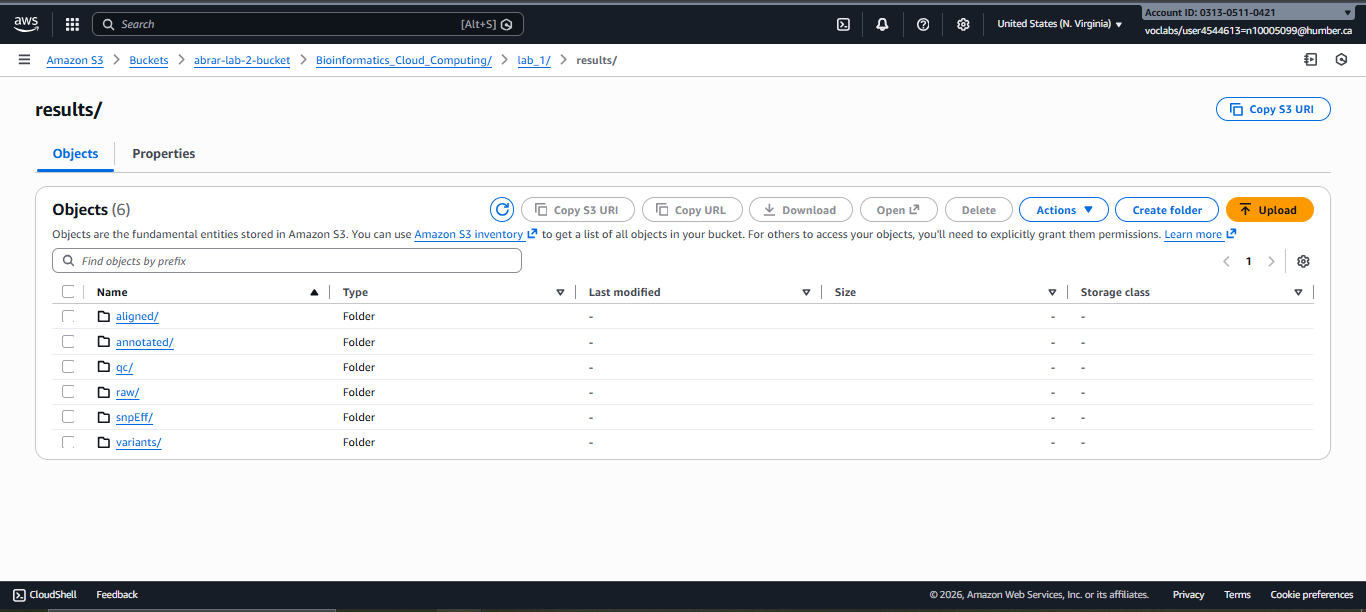 aws Search [Alt+S] United States (N. Virginia) Account ID: 0313-0511-0421
voclabs/user4544613=n10005099@humber.ca
Amazon S3 > Buckets > abrar-lab-2-bucket > Bioinformatics_Cloud_Computing/ > lab_1/ > results/
results/
Copy S3 URI
Objects Properties
Objects (6) Copy S3 URI Copy URL Download Open Delete Actions Create folder Upload
Objects are the fundamental entities stored in Amazon S3. You can use Amazon S3 inventory to get a list of all objects in your bucket. For others to access your objects, you'll need to explicitly grant them permissions. Learn more
Find objects by prefix < 1 >
Name Type Last modified Size Storage class
aligned/ Folder - - -
annotated/ Folder - - -
qc/ Folder - - -
raw/ Folder - - -
snpEff/ Folder - - -
variants/ Folder - - -
CloudShell Feedback © 2026, Amazon Web Services, Inc. or its affiliates. Privacy Terms Cookie preferences